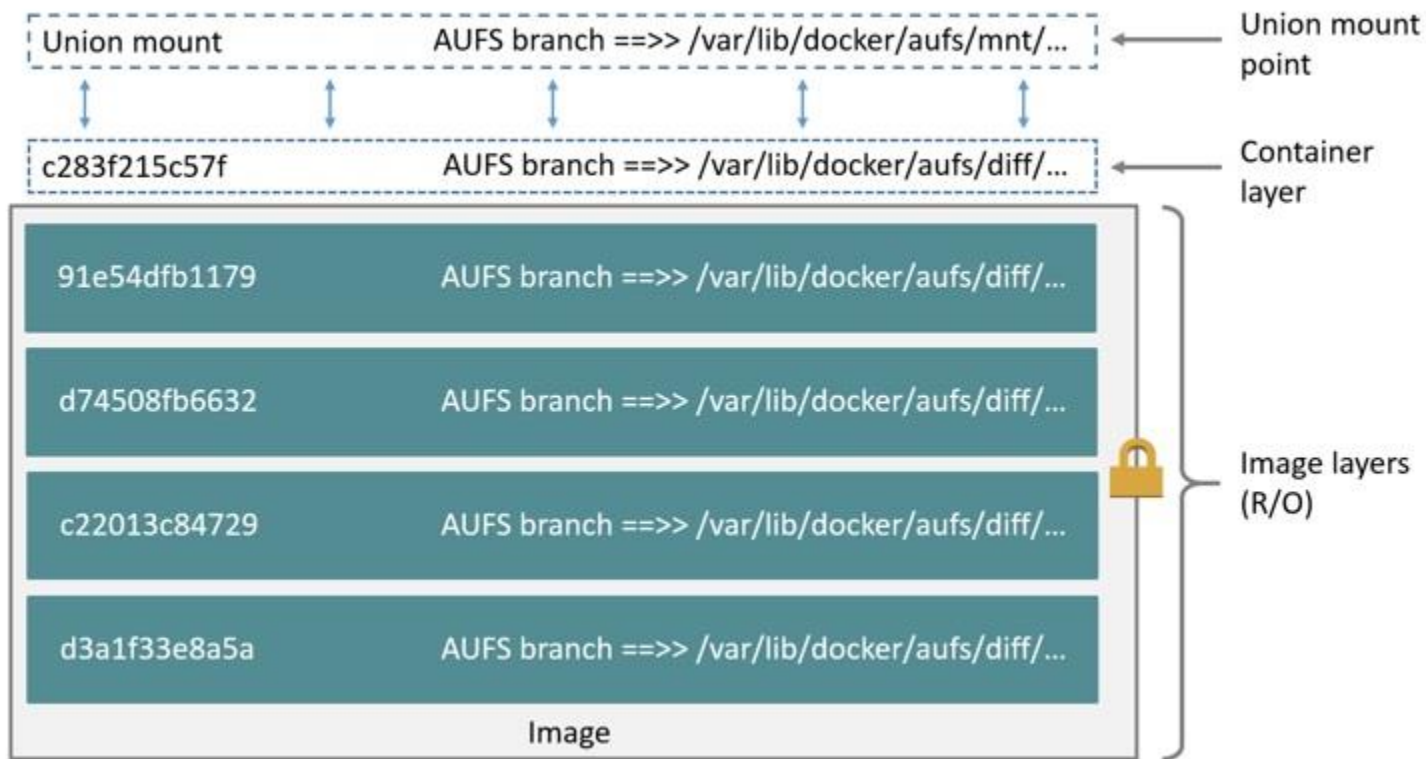 Union mount AUFS branch ==>> /var/lib/docker/aufs/mnt/…
Union mount
point
c283f215c57f AUFS branch ==>> /var/lib/docker/aufs/diff/…
Container
layer
91e54dfb1179 AUFS branch ==>> /var/lib/docker/aufs/diff/…
d74508fb6632 AUFS branch ==>> /var/lib/docker/aufs/diff/…
c22013c84729 AUFS branch ==>> /var/lib/docker/aufs/diff/…
d3a1f33e8a5a AUFS branch ==>> /var/lib/docker/aufs/diff/…
Image
Image layers
(R/O)